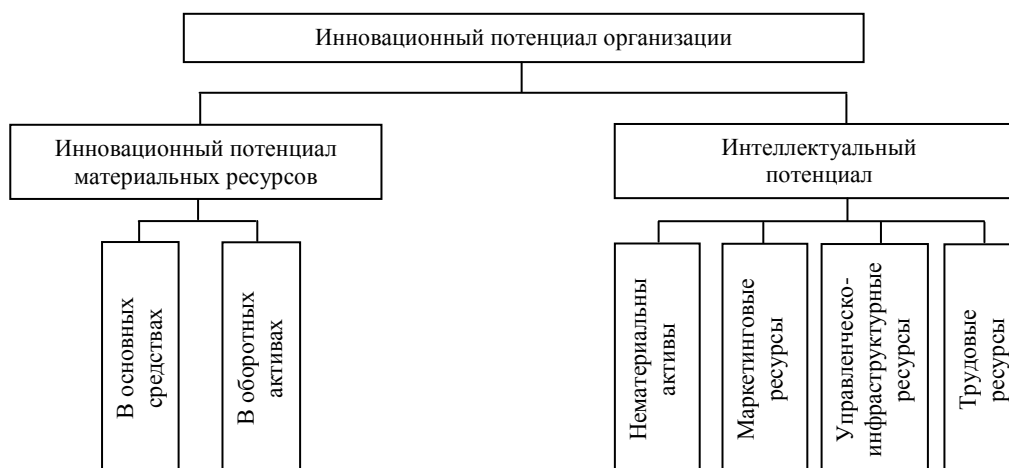 Инновационный потенциал организации
Инновационный потенциал
материальных ресурсов
Интеллектуальный
потенциал
В основных
средствах
В оборотных
активах
Нематериальны
активы
Маркетинговые
ресурсы
Управленческо-
инфраструктурные
ресурсы
Трудовые
ресурсы